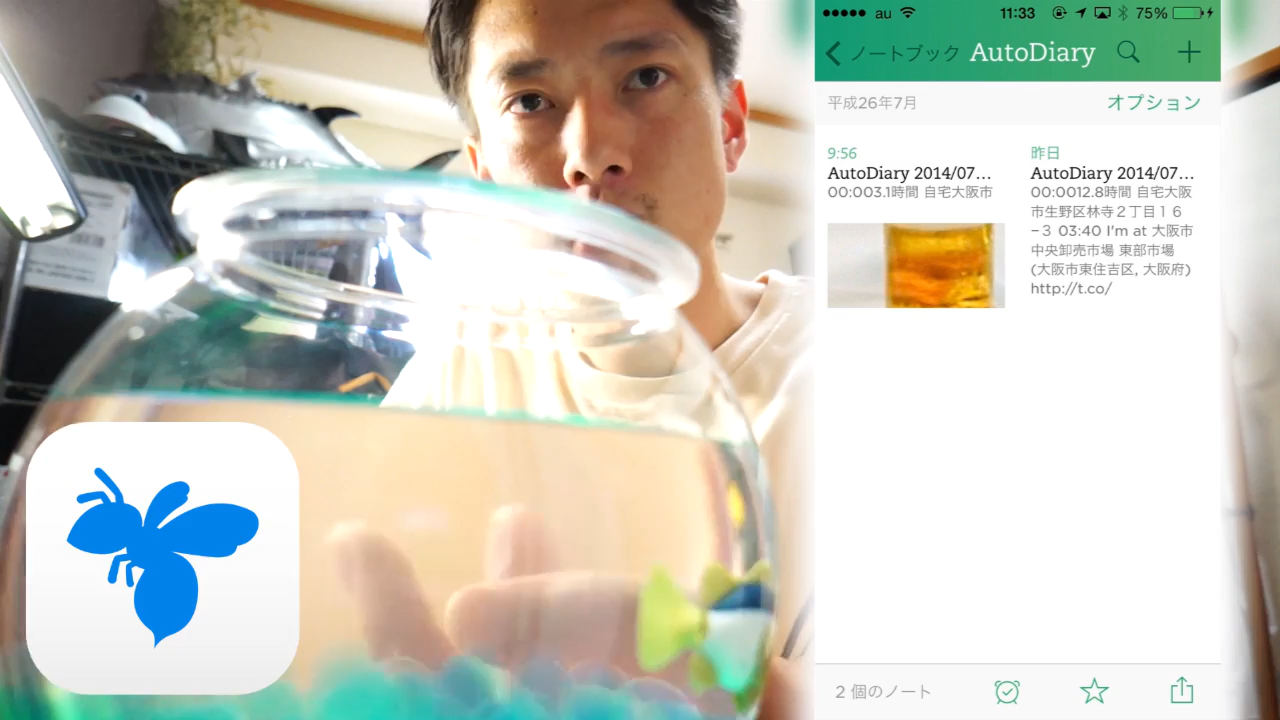 au 11:33 75%
ノートブック AutoDiary
平成26年7月 オプション
9:56
AutoDiary 2014/07...
00:003.1時間 自宅大阪市
昨日
AutoDiary 2014/07...
00:0012.8時間 自宅大阪
市生野区林寺２丁目１６
−３ 03:40 I'm at 大阪市
中央卸売市場 東部市場
(大阪市東住吉区, 大阪府)
http://t.co/
2 個のノート